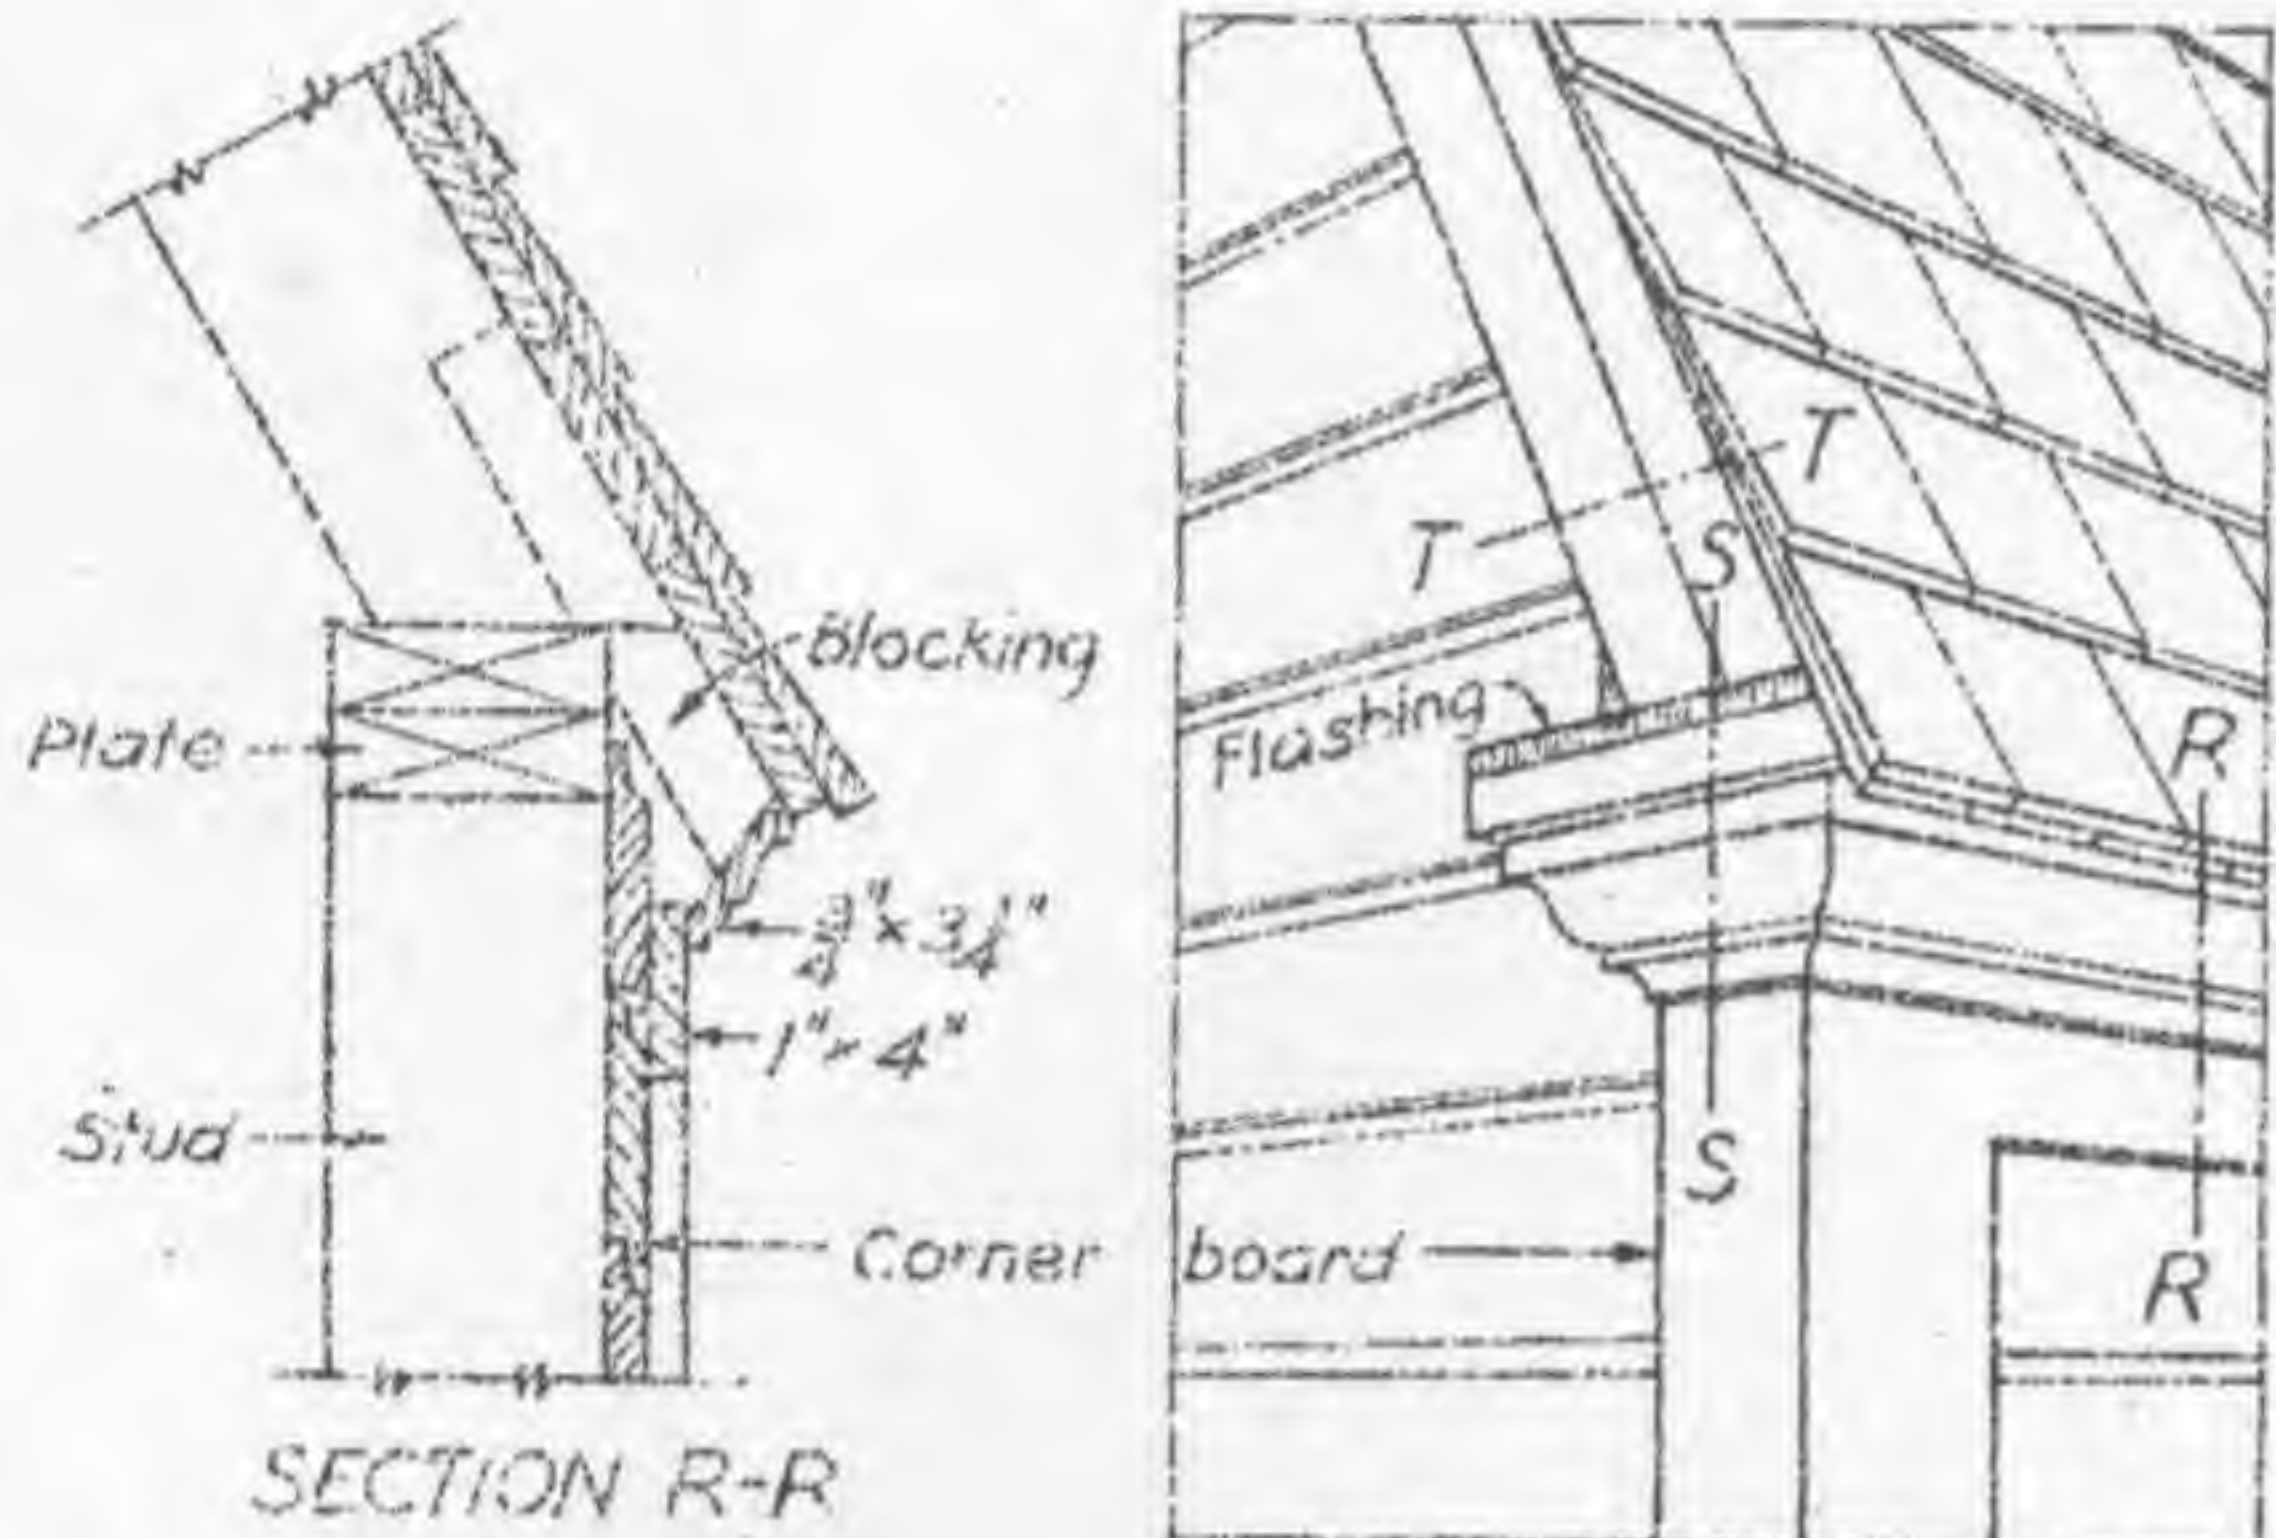 Blocking
Plate
3/4" x 3 1/4"
1" x 4"
Stud
Corner board
SECTION R-R
T
T
S
Flashing
R
S
R